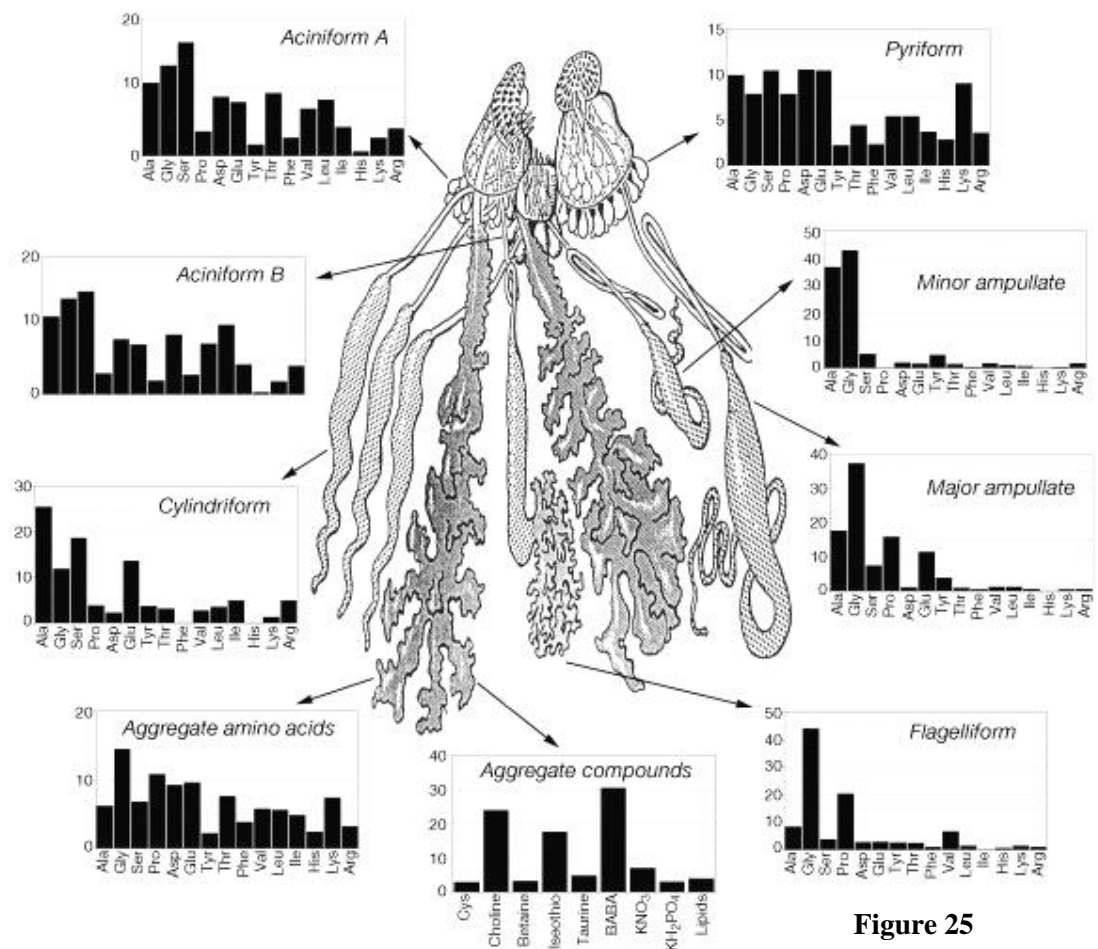 Aciniform A
20
10
0
Ala Gly Ser Pro Asp Glu Tyr Thr Phe Val Leu Ile His Lys Arg
Pyriform
15
10
5
0
Ala Gly Ser Pro Asp Glu Tyr Thr Phe Val Leu Ile His Lys Arg
Aciniform B
20
10
0
Minor ampullate
50
40
30
20
10
0
Ala Gly Ser Pro Asp Glu Tyr Thr Phe Val Leu Ile His Lys Arg
Cylindriform
30
20
10
0
Ala Gly Ser Pro Asp Glu Tyr Thr Phe Val Leu Ile His Lys Arg
Major ampullate
40
30
20
10
0
Ala Gly Ser Pro Asp Glu Tyr Thr Phe Val Leu Ile His Lys Arg
Aggregate amino acids
20
10
0
Ala Gly Ser Pro Asp Glu Tyr Thr Phe Val Leu Ile His Lys Arg
Aggregate compounds
40
30
20
10
0
Cys Choline Betaine Iseothio Taurine BABA KNO3 KH2PO4 Lipids
Flagelliform
50
40
30
20
10
0
Ala Gly Ser Pro Asp Glu Tyr Thr Phe Val Leu Ile His Lys Arg
Figure 25